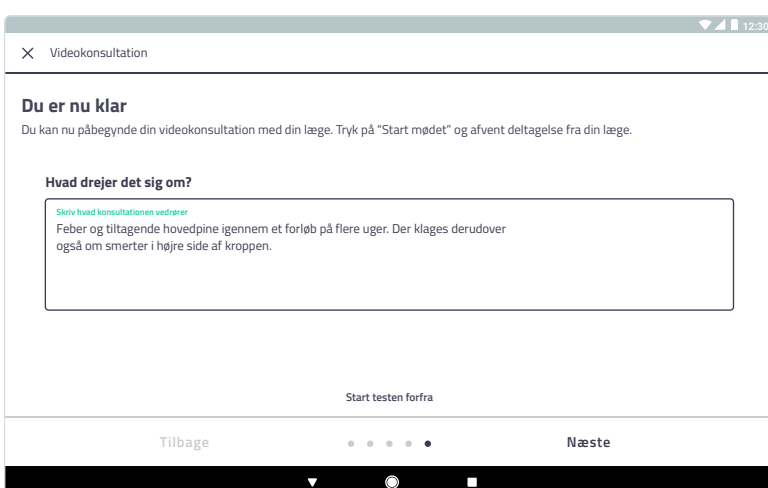 12:30
Videokonsultation
Du er nu klar
Du kan nu påbegynde din videokonsultation med din læge. Tryk på "Start mødet" og afvent deltagelse fra din læge.
Hvad drejer det sig om?
Skriv hvad konsultationen vedrører
Feber og tiltagende hovedpine igennem et forløb på flere uger. Der klages derudover
også om smerter i højre side af kroppen.
Start testen forfra
Tilbage
Næste